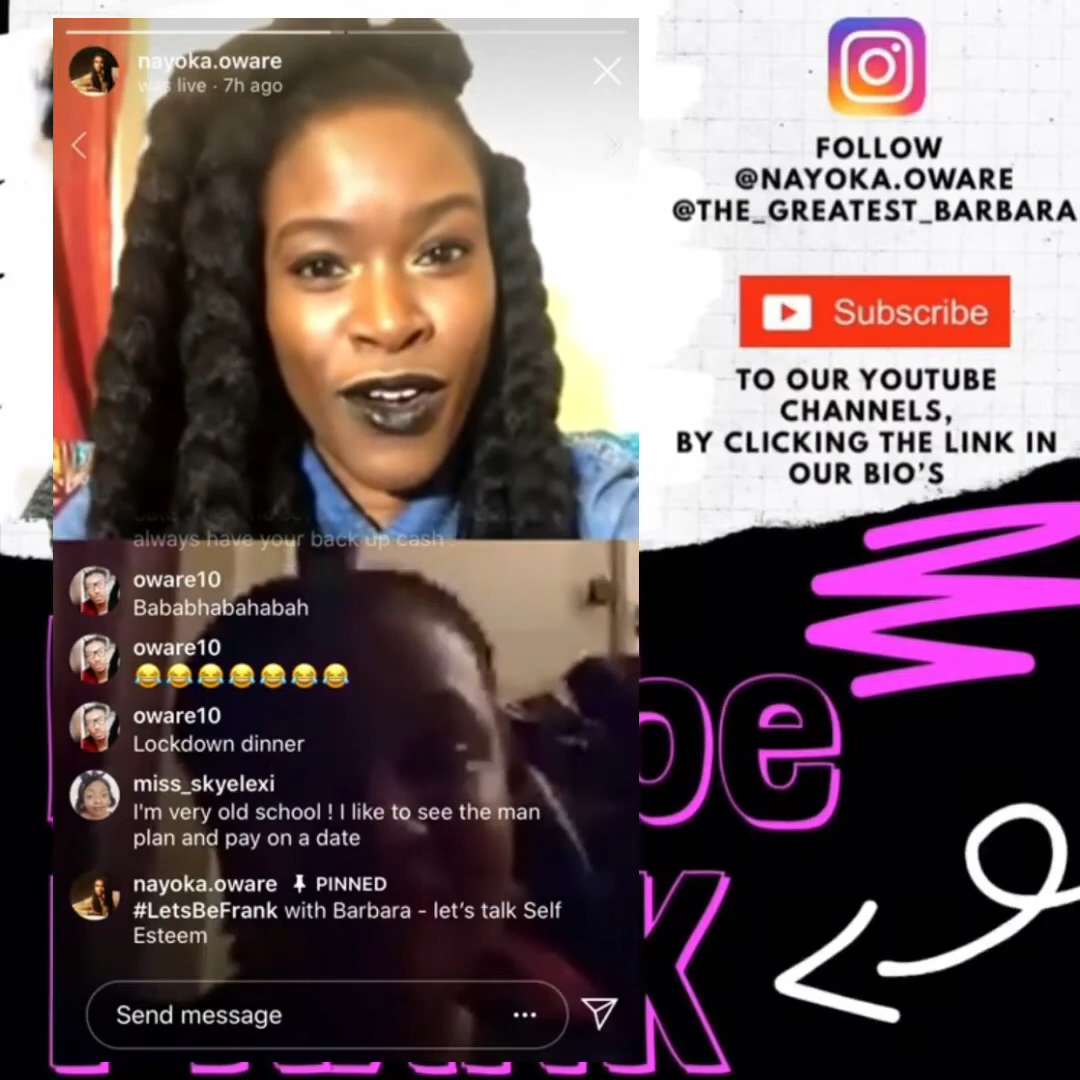 nayoka.oware
was live · 7h ago
always have your back up cash
oware10
Bababhabahabah
oware10
😂😂😂😂😂😂😂
oware10
Lockdown dinner
miss_skyelexi
I'm very old school ! I like to see the man
plan and pay on a date
nayoka.oware PINNED
#LetsBeFrank with Barbara - let's talk Self
Esteem
Send message
FOLLOW
@NAYOKA.OWARE
@THE_GREATEST_BARBARA
Subscribe
TO OUR YOUTUBE
CHANNELS,
BY CLICKING THE LINK IN
OUR BIO'S
be